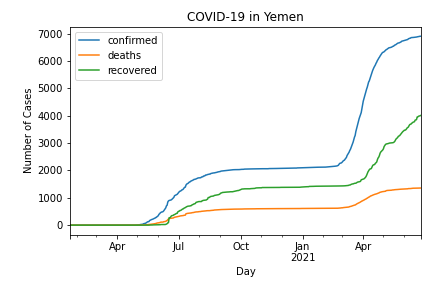 COVID-19 in Yemen
confirmed
deaths
recovered
Number of Cases
7000
6000
5000
4000
3000
2000
1000
0
Apr
Jul
Oct
Jan
2021
Apr
Day